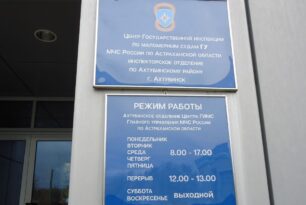 Центр Государственной инспекции
по маломерным судам ГУ
МЧС России по Астраханской области
инспекторское отделение
по Ахтубинскому району
г. Ахтубинск
РЕЖИМ РАБОТЫ
Ахтубинское отделение Центра ГИМС
Главного управления МЧС России
по Астраханской области
ПОНЕДЕЛЬНИК
ВТОРНИК
СРЕДА 8.00 - 17.00
ЧЕТВЕРГ
ПЯТНИЦА
ПЕРЕРЫВ 12.00 - 13.00
СУББОТА
ВОСКРЕСЕНЬЕ ВЫХОДНОЙ